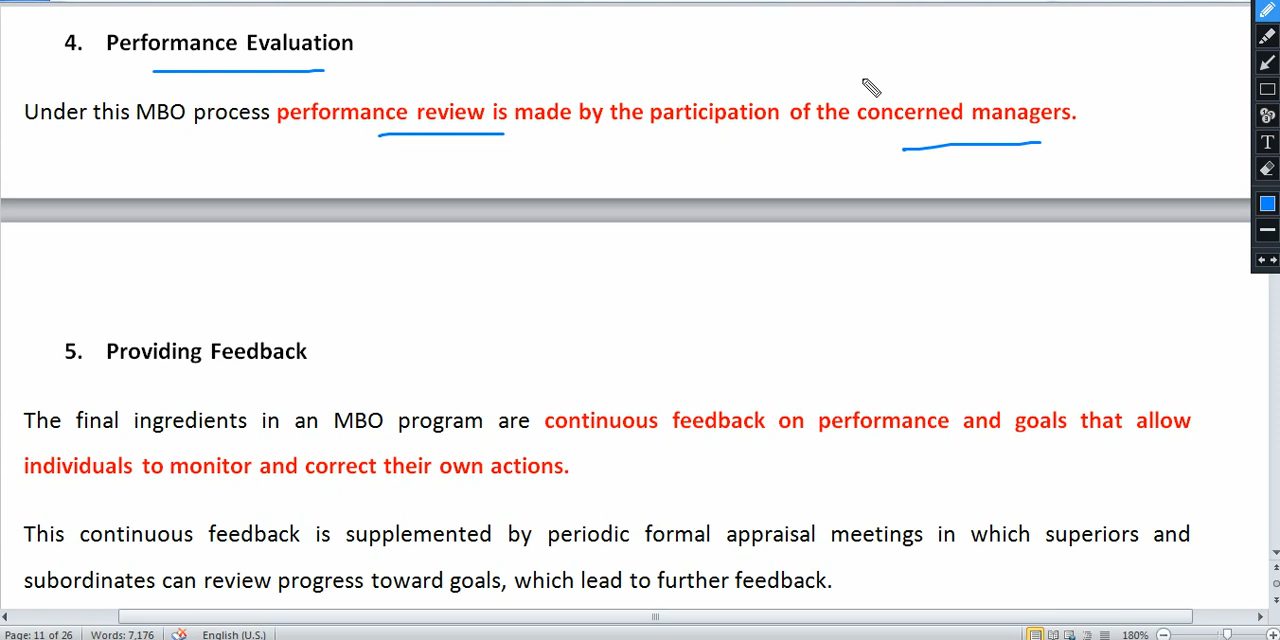 4. Performance Evaluation
Under this MBO process performance review is made by the participation of the concerned managers.
5. Providing Feedback
The final ingredients in an MBO program are continuous feedback on performance and goals that allow
individuals to monitor and correct their own actions.
This continuous feedback is supplemented by periodic formal appraisal meetings in which superiors and
subordinates can review progress toward goals, which lead to further feedback.
T
Page: 11 of 26 Words: 7,176 English (U.S.) 180%